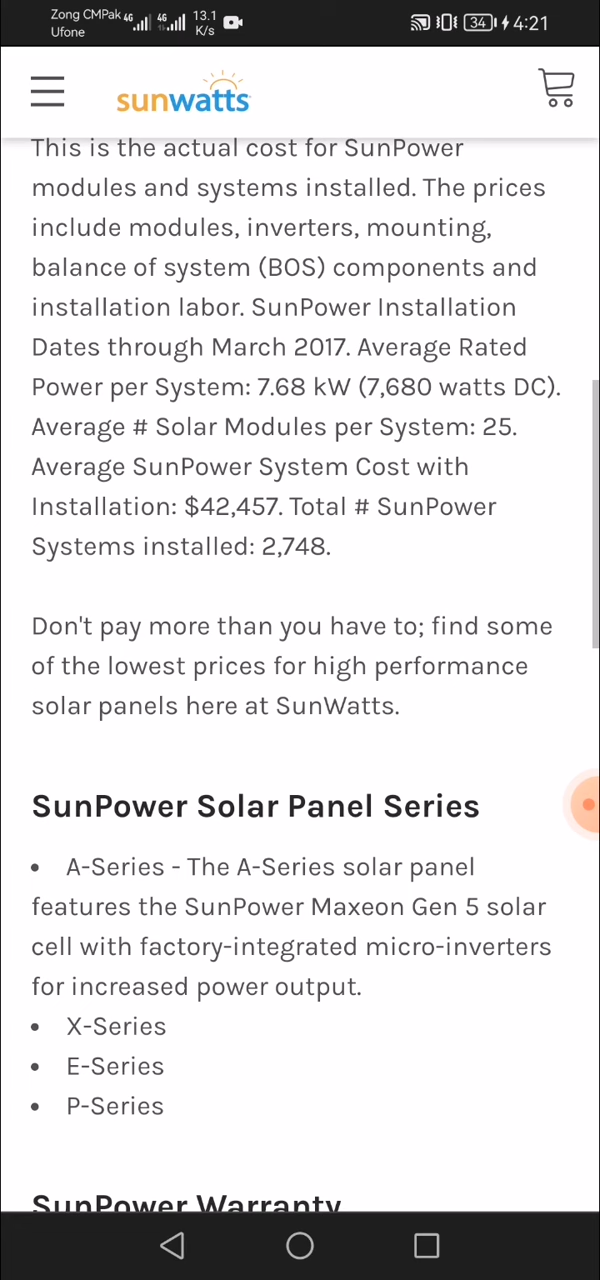 Zong CMPak 4G 4G 13.1 34 4:21
Ufone K/s
sunwatts
This is the actual cost for SunPower
modules and systems installed. The prices
include modules, inverters, mounting,
balance of system (BOS) components and
installation labor. SunPower Installation
Dates through March 2017. Average Rated
Power per System: 7.68 kW (7,680 watts DC).
Average # Solar Modules per System: 25.
Average SunPower System Cost with
Installation: $42,457. Total # SunPower
Systems installed: 2,748.
Don't pay more than you have to; find some
of the lowest prices for high performance
solar panels here at SunWatts.
SunPower Solar Panel Series
• A-Series - The A-Series solar panel
features the SunPower Maxeon Gen 5 solar
cell with factory-integrated micro-inverters
for increased power output.
• X-Series
• E-Series
• P-Series
SunPower Warranty